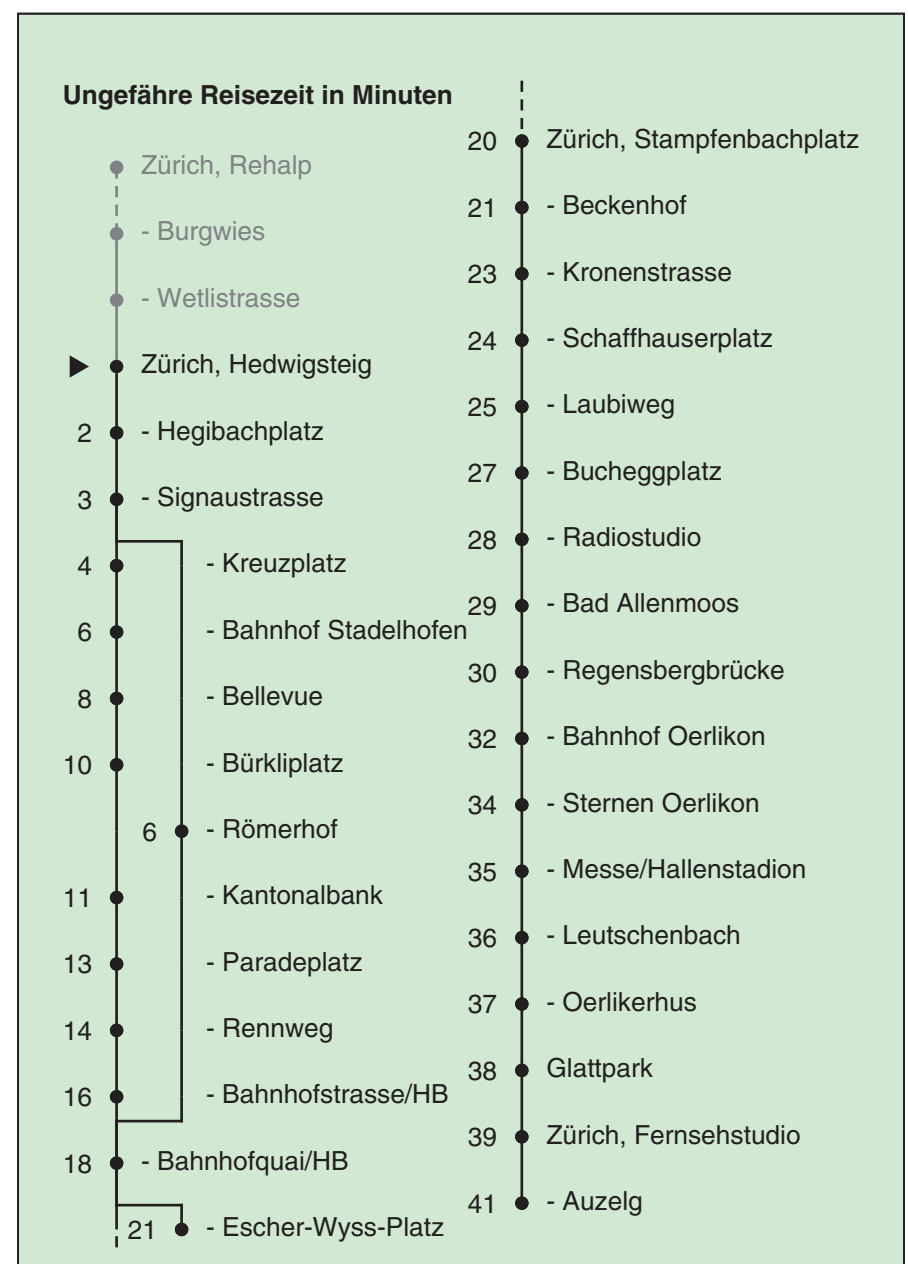 Ungefähre Reisezeit in Minuten
Zürich, Rehalp
- Burgwies
- Wetlistrasse
Zürich, Hedwigsteig
2 - Hegibachplatz
3 - Signaustrasse
4 - Kreuzplatz
6 - Bahnhof Stadelhofen
8 - Bellevue
10 - Bürkliplatz
6 - Römerhof
11 - Kantonalbank
13 - Paradeplatz
14 - Rennweg
16 - Bahnhofstrasse/HB
18 - Bahnhofquai/HB
21 - Escher-Wyss-Platz
20 Zürich, Stampfenbachplatz
21 - Beckenhof
23 - Kronenstrasse
24 - Schaffhauserplatz
25 - Laubiweg
27 - Bucheggplatz
28 - Radiostudio
29 - Bad Allenmoos
30 - Regensbergbrücke
32 - Bahnhof Oerlikon
34 - Sternen Oerlikon
35 - Messe/Hallenstadion
36 - Leutschenbach
37 - Oerlikerhus
38 Glattpark
39 Zürich, Fernsehstudio
41 - Auzelg